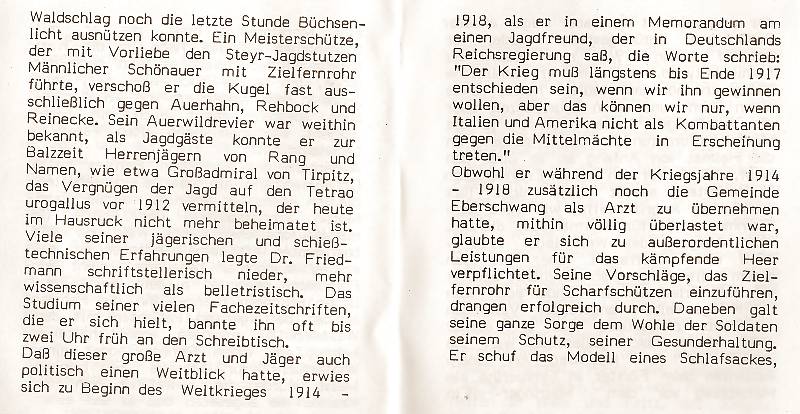 Waldschlag noch die letzte Stunde Büchsen-
licht ausnützen konnte. Ein Meisterschütze,
der mit Vorliebe den Steyr-Jagdstutzen
Männlicher Schönauer mit Zielfernrohr
führte, verschoß er die Kugel fast aus-
schließlich gegen Auerhahn, Rehbock und
Reinecke. Sein Auerwildrevier war weithin
bekannt, als Jagdgäste konnte er zur
Balzzeit Herrenjägern von Rang und
Namen, wie etwa Großadmiral von Tirpitz,
das Vergnügen der Jagd auf den Tetrao
urogallus vor 1912 vermitteln, der heute
im Hausruck nicht mehr beheimatet ist.
Viele seiner jägerischen und schieß-
technischen Erfahrungen legte Dr. Fried-
mann schriftstellerisch nieder, mehr
wissenschaftlich als belletristisch. Das
Studium seiner vielen Fachezeitschriften,
die er sich hielt, bannte ihn oft bis
zwei Uhr früh an den Schreibtisch.
Daß dieser große Arzt und Jäger auch
politisch einen Weitblick hatte, erwies
sich zu Beginn des Weltkrieges 1914 -
1918, als er in einem Memorandum am
einen Jagdfreund, der in Deutschlands
Reichsregierung saß, die Worte schrieb:
"Der Krieg muß längstens bis Ende 1917
entschieden sein, wenn wir ihn gewinnen
wollen, aber das können wir nur, wenn
Italien und Amerika nicht als Kombattanten
gegen die Mittelmächte in Erscheinung
treten."
Obwohl er während der Kriegsjahre 1914
- 1918 zusätzlich noch die Gemeinde
Eberschwang als Arzt zu übernehmen
hatte, mithin völlig überlastet war,
glaubte er sich zu außerordentlichen
Leistungen für das kämpfende Heer
verpflichtet. Seine Vorschläge, das Ziel-
fernrohr für Scharfschützen einzuführen,
drangen erfolgreich durch. Daneben galt
seine ganze Sorge dem Wohle der Soldaten
seinem Schutz, seiner Gesunderhaltung.
Er schuf das Modell eines Schlafsackes,